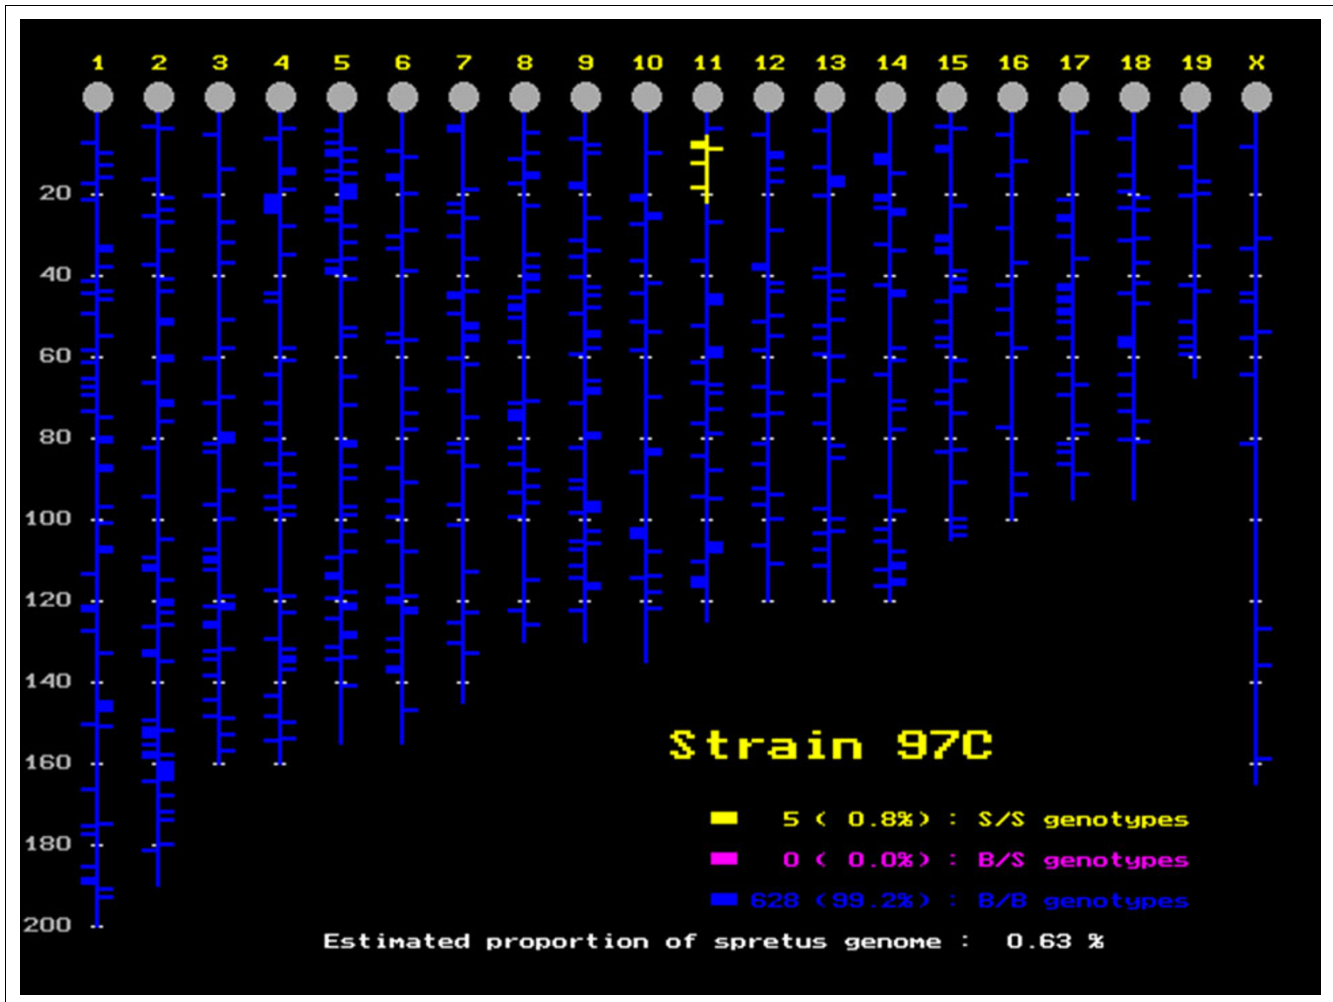 1 2 3 4 5 6 7 8 9 10 11 12 13 14 15 16 17 18 19 X
20
40
60
80
100
120
140
Strain 97C
160
5 ( 0.8%) : S/S genotypes
180
0 ( 0.0%) : B/S genotypes
628 (99.2%) : B/B genotypes
200
Estimated proportion of spretus genome : 0.63 %